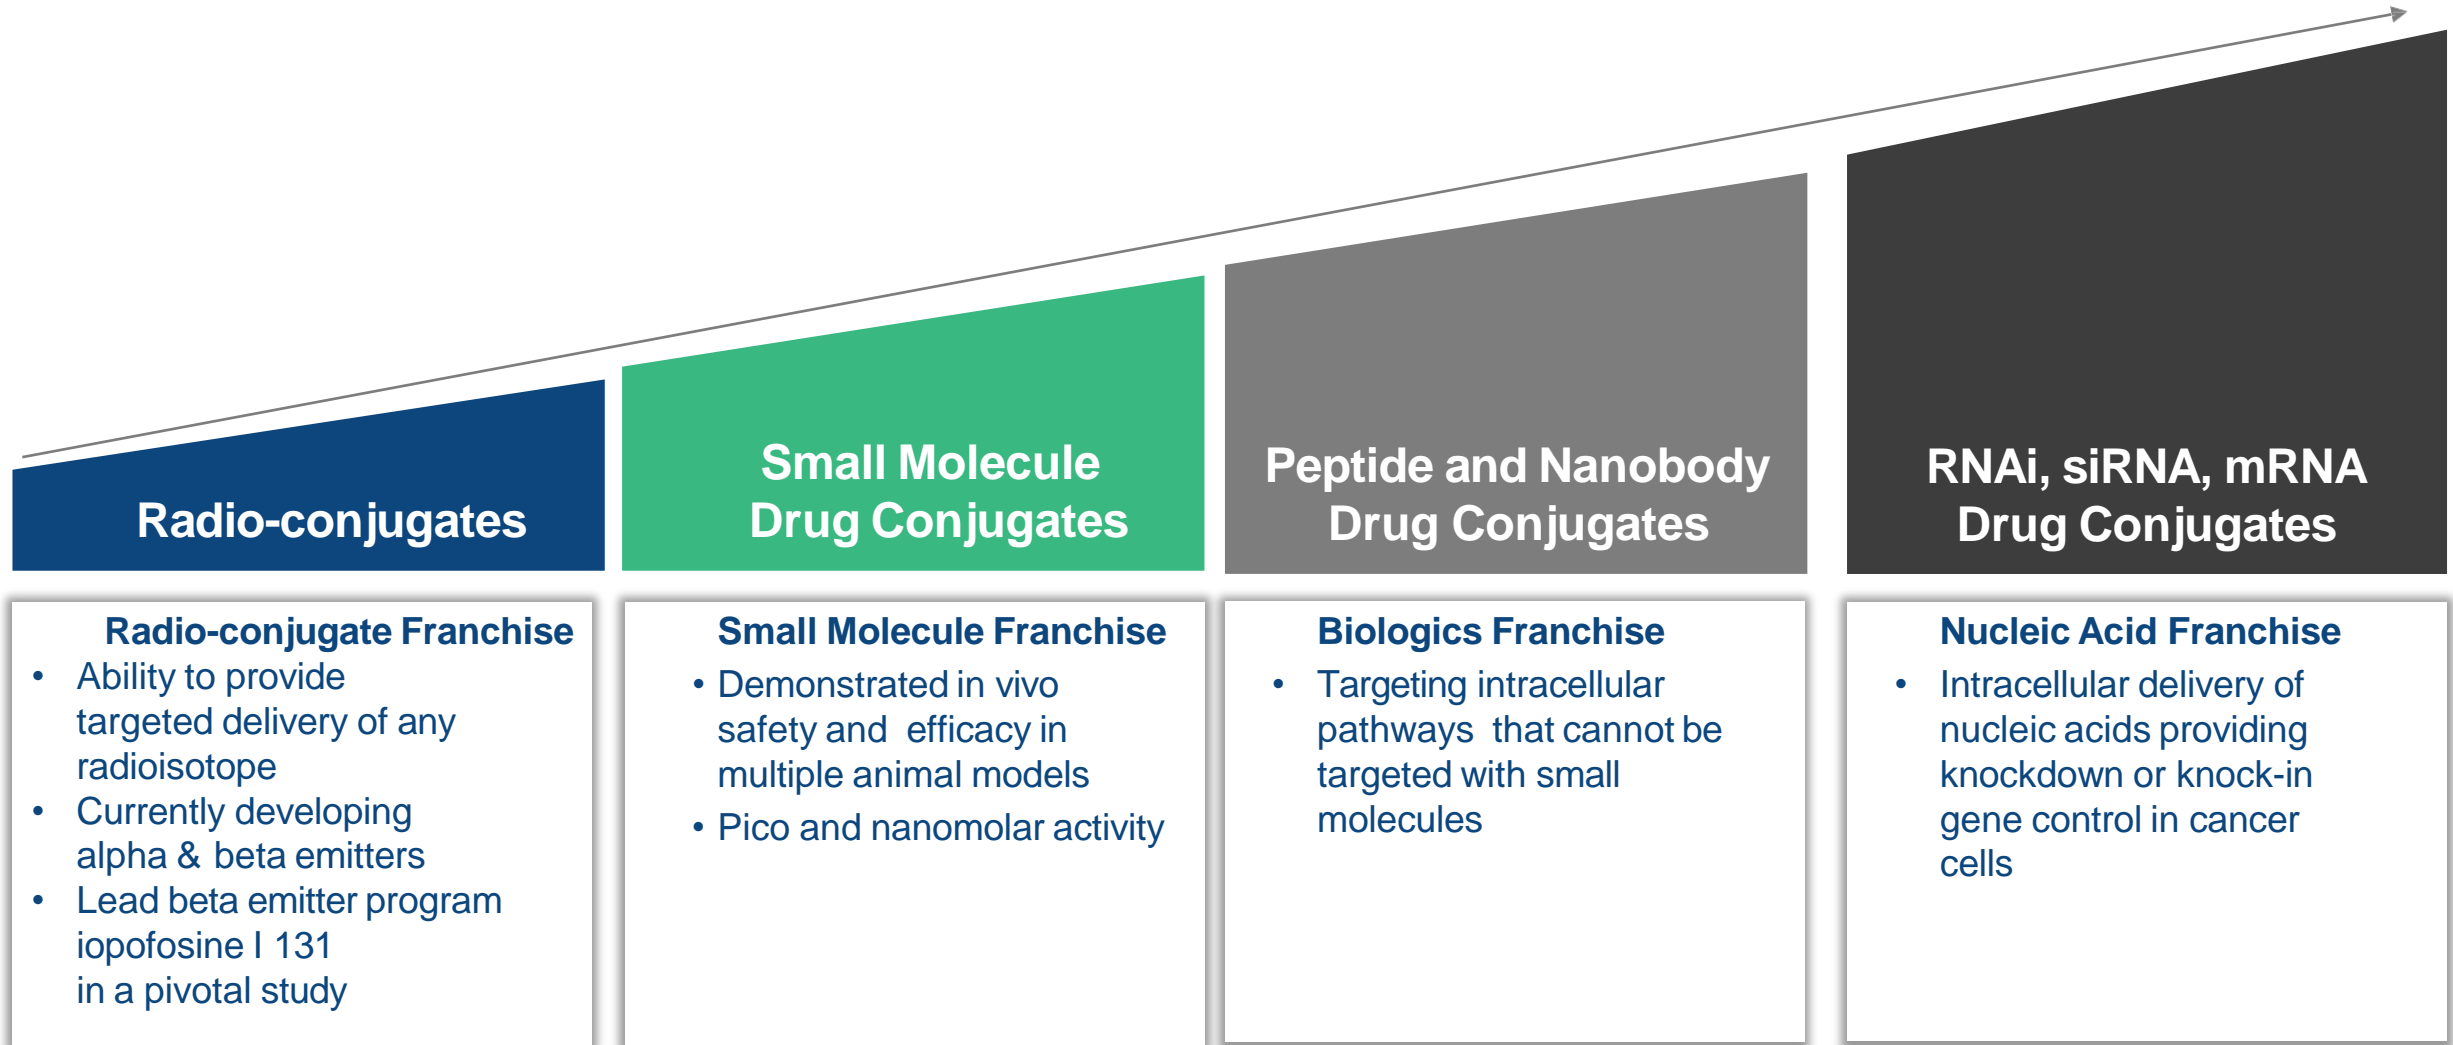 Radio-conjugates
Small Molecule
Drug Conjugates
Peptide and Nanobody
Drug Conjugates
RNAi, siRNA, mRNA
Drug Conjugates
Radio-conjugate Franchise
• Ability to provide
targeted delivery of any
radioisotope
• Currently developing
alpha & beta emitters
• Lead beta emitter program
iopofosine I 131
in a pivotal study
Small Molecule Franchise
• Demonstrated in vivo
safety and efficacy in
multiple animal models
• Pico and nanomolar activity
Biologics Franchise
• Targeting intracellular
pathways that cannot be
targeted with small
molecules
Nucleic Acid Franchise
• Intracellular delivery of
nucleic acids providing
knockdown or knock-in
gene control in cancer
cells